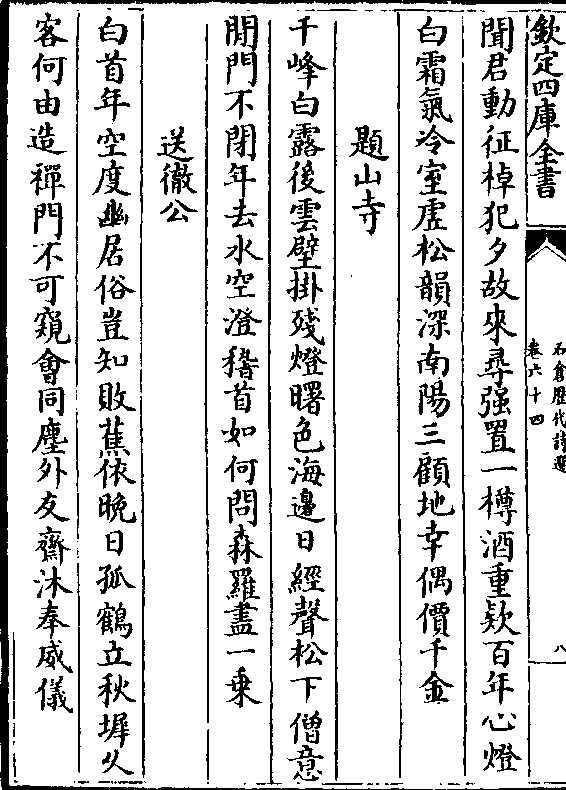 欽定四庫全書
石倉歷代詩選
卷六十四
八
聞君動征棹犯夕故來尋强置一樽酒重欵百年心燈
白霜氣冷室虚松韻深南陽三顧地幸偶價千金
題山寺
千峰白露後雲壁掛殘燈曙色海邊日經聲松下僧意
閒門不閉年去水空澄稽首如何問森羅盡一乗
送徹公
白首年空度幽居俗豈知敗蕉依晩日孤鶴立秋墀久
客何由造禪門不可窺會同塵外友齋沐奉威儀